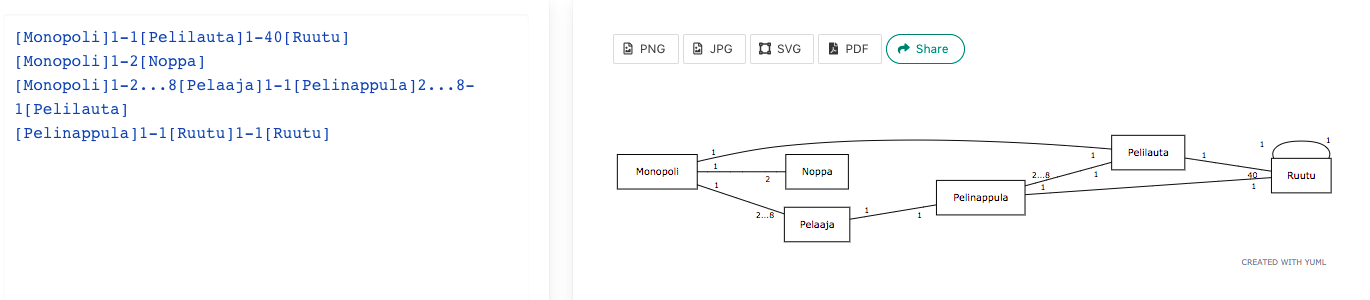 [Monopoli]1-1[Pelilauta]1-40[Ruutu]
[Monopoli]1-2[Noppa]
[Monopoli]1-2...8[Pelaaja]1-1[Pelinappula]2...8-
1[Pelilauta]
[Pelinappula]1-1[Ruutu]1-1[Ruutu]
PNG JPG SVG PDF Share
1 1 1
Pelilauta
1 1 1
Monopoli 1 Noppa 2...8 1 40 Ruutu
1 2 1 1
Pelinappula
2...8 Pelaaja 1 1
CREATED WITH YUML